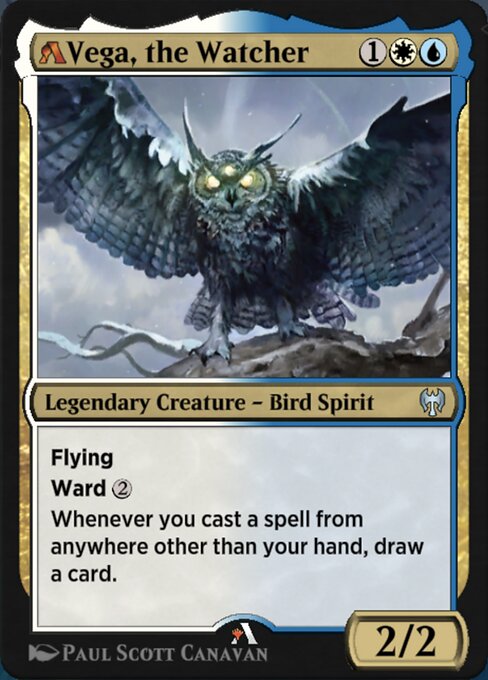 Vega, the Watcher 1
Legendary Creature – Bird Spirit
Flying
Ward 2
Whenever you cast a spell from
anywhere other than your hand, draw
a card.
2/2
Paul Scott Canavan